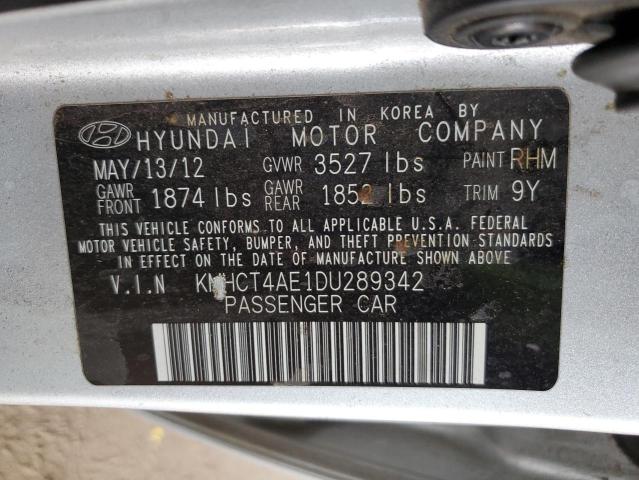 MANUFACTURED IN KOREA BY
HYUNDAI MOTOR COMPANY
MAY/13/12 GVWR 3527 lbs PAINT RHM
GAWR FRONT 1874 lbs GAWR REAR 1852 lbs TRIM 9Y
THIS VEHICLE CONFORMS TO ALL APPLICABLE U.S.A. FEDERAL
MOTOR VEHICLE SAFETY, BUMPER, AND THEFT PREVENTION STANDARDS
IN EFFECT ON THE DATE OF MANUFACTURE SHOWN ABOVE
V.I.N KMHCT4AE1DU289342
PASSENGER CAR